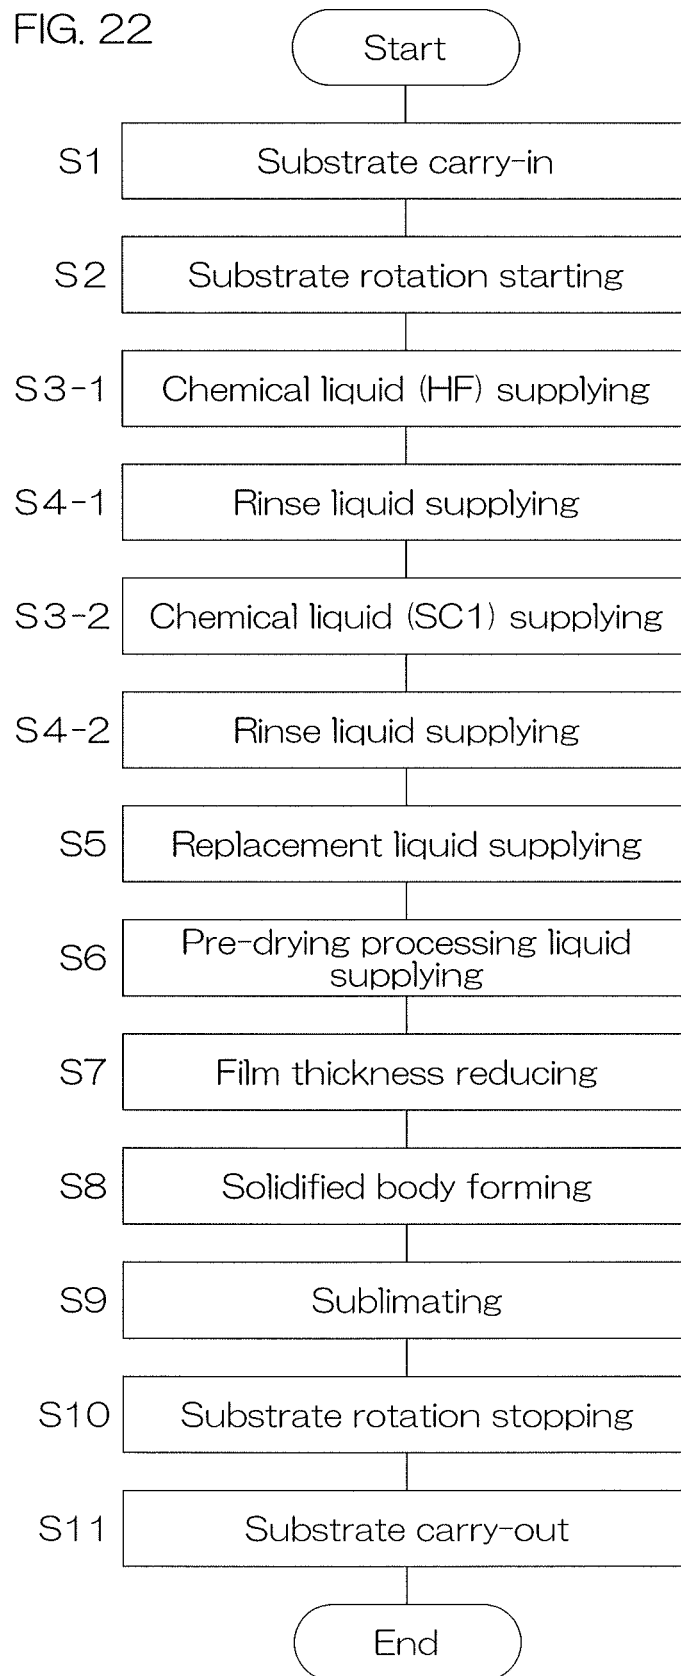 FIG. 22
Start
S1 Substrate carry-in
S2 Substrate rotation starting
S3-1 Chemical liquid (HF) supplying
S4-1 Rinse liquid supplying
S3-2 Chemical liquid (SC1) supplying
S4-2 Rinse liquid supplying
S5 Replacement liquid supplying
S6 Pre-drying processing liquid
supplying
S7 Film thickness reducing
S8 Solidified body forming
S9 Sublimating
S10 Substrate rotation stopping
S11 Substrate carry-out
End